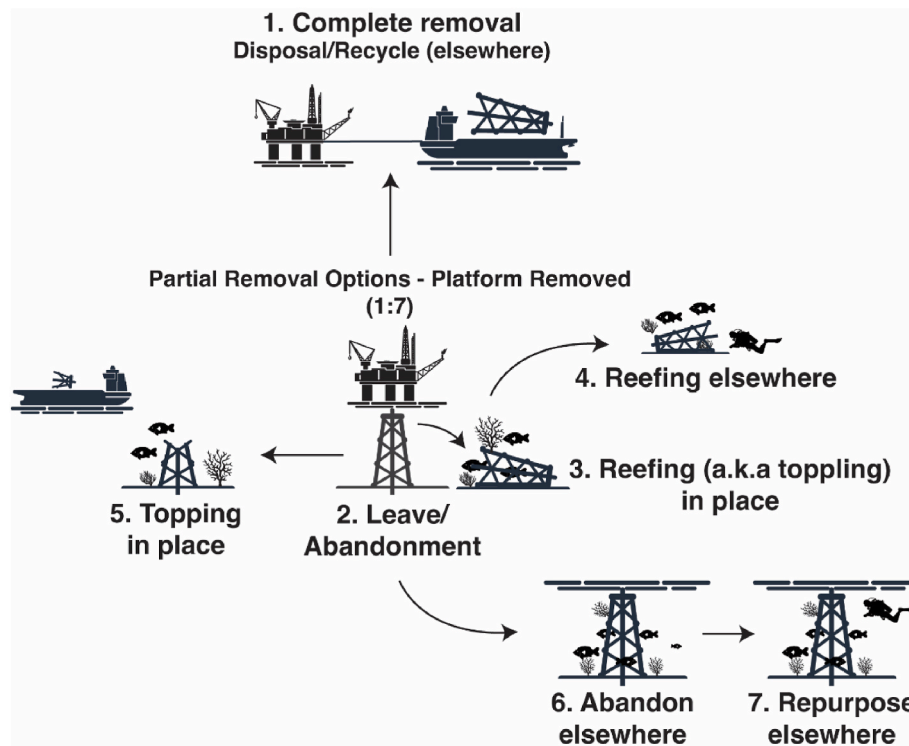 1. Complete removal
Disposal/Recycle (elsewhere)
Partial Removal Options - Platform Removed
(1:7)
4. Reefing elsewhere
3. Reefing (a.k.a toppling)
in place
5. Topping
in place
2. Leave/
Abandonment
6. Abandon
elsewhere
7. Repurpose
elsewhere